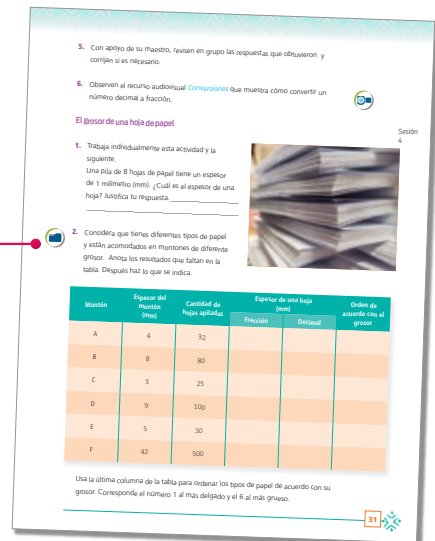 5. Con apoyo de su maestro, revisen en grupo las respuestas que obtuvieron y
corrijan si es necesario.
6. Observen el recurso audiovisual Conversiones que muestra cómo convertir un
número decimal a fracción.
El grosor de una hoja de papel
Sesión
4
1. Trabaja individualmente esta actividad y la
siguiente.
Una pila de 8 hojas de papel tiene un espesor
de 1 milímetro (mm). ¿Cuál es el espesor de una
hoja? Justifica tu respuesta.
2. Considera que tienes diferentes tipos de papel
y están acomodados en montones de diferente
grosor. Anota los resultados que faltan en la
tabla. Después haz lo que se indica.
Montón Espesor del montón (mm) Cantidad de hojas apiladas Espesor de una hoja (mm) Orden de acuerdo con el grosor
Fracción Decimal
A 4 32
B 8 80
C 3 25
D 9 100
E 5 30
F 42 500
Usa la última columna de la tabla para ordenar los tipos de papel de acuerdo con su
grosor. Corresponde el número 1 al más delgado y el 6 al más grueso.
31